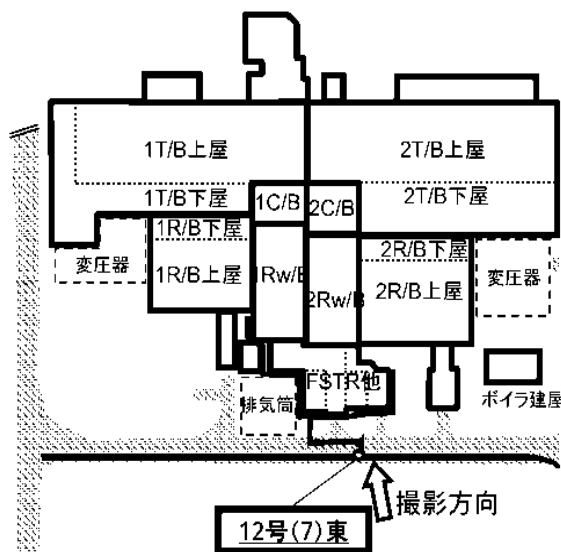 1T/B上屋
2T/B上屋
1T/B下屋
2T/B下屋
1C/B
2C/B
1R/B下屋
2R/B下屋
変圧器
1R/B上屋
1Rw/B
2Rw/B
2R/B上屋
変圧器
FSTR他
排気筒
ボイラ建屋
撮影方向
12号(7)東